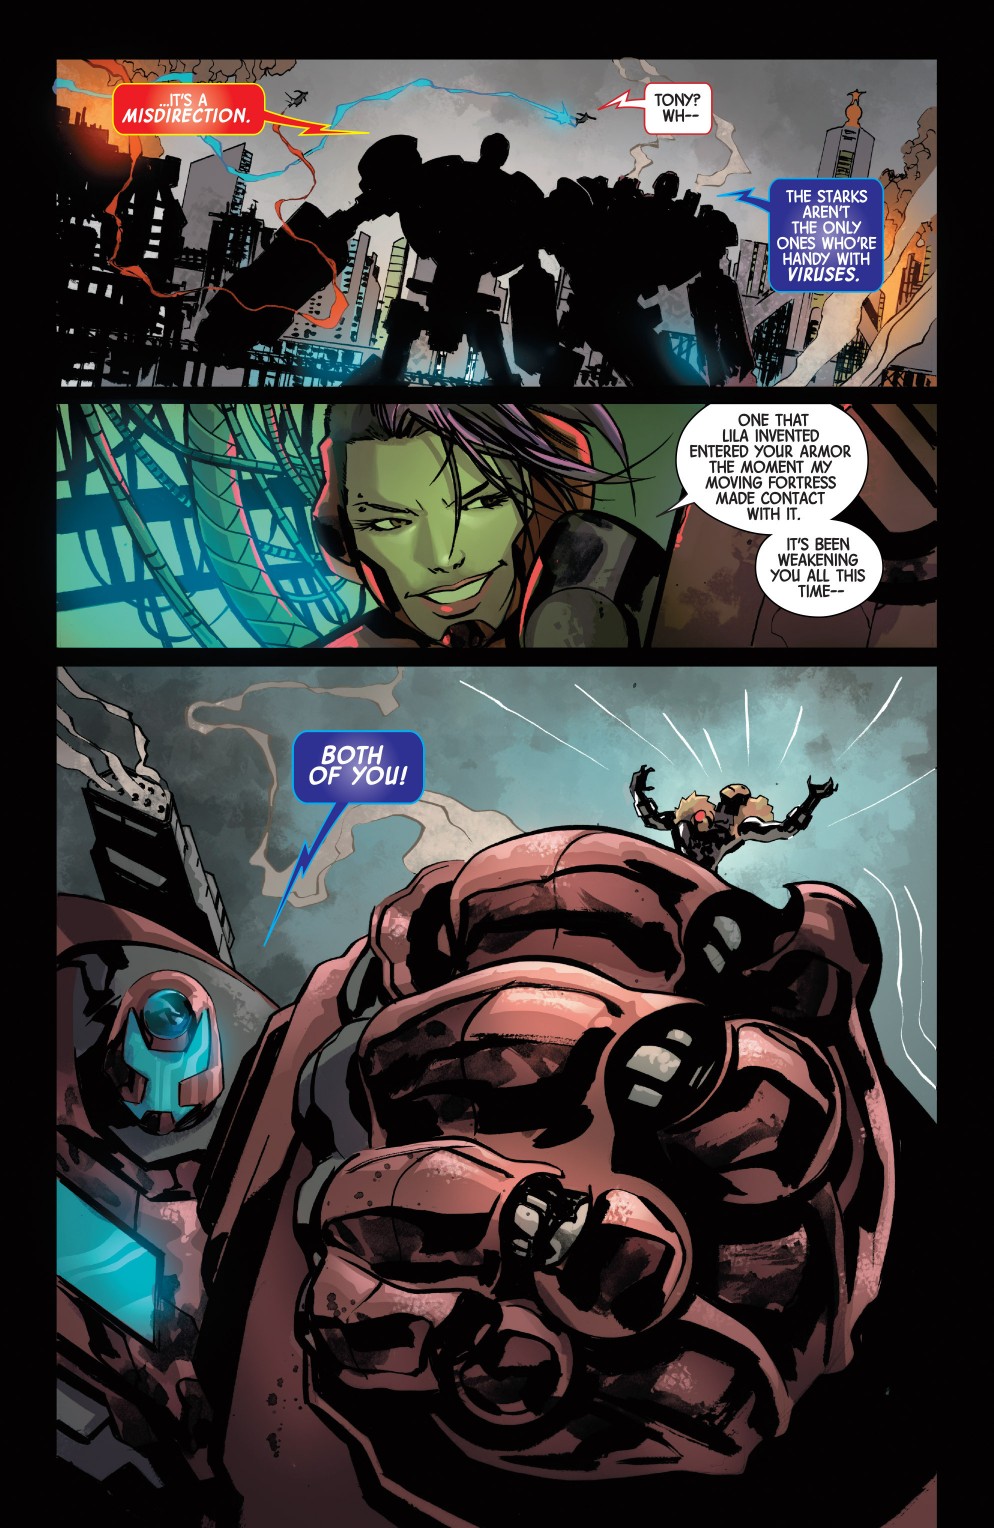 ...IT'S A
MISDIRECTION.
TONY?
WH--
THE STARKS
AREN'T
THE ONLY
ONES WHO'RE
HANDY WITH
VIRUSES.
ONE THAT
LILA INVENTED
ENTERED YOUR ARMOR
THE MOMENT MY
MOVING FORTRESS
MADE CONTACT
WITH IT.
IT'S BEEN
WEAKENING
YOU ALL THIS
TIME--
BOTH
OF YOU!